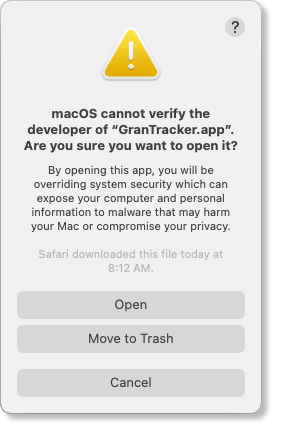 ?
macOS cannot verify the
developer of “GranTracker.app”.
Are you sure you want to open it?
By opening this app, you will be
overriding system security which can
expose your computer and personal
information to malware that may harm
your Mac or compromise your privacy.
Safari downloaded this file today at
8:12 AM.
Open
Move to Trash
Cancel